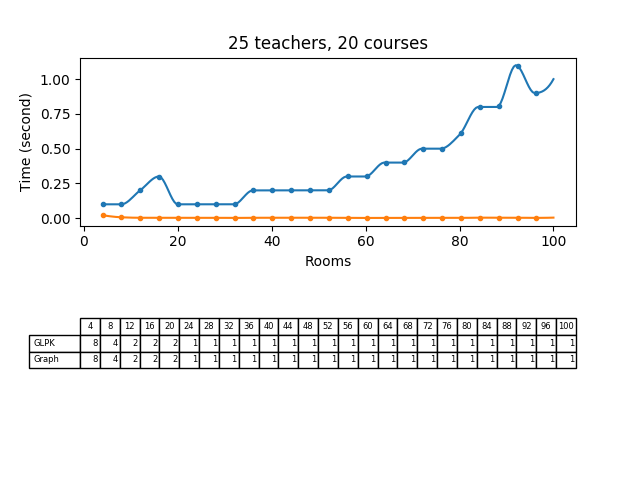 25 teachers, 20 courses
1.00
0.75
0.50
0.25
0.00
Time (second)
0 20 40 60 80 100
Rooms
4 8 12 16 20 24 28 32 36 40 44 48 52 56 60 64 68 72 76 80 84 88 92 96 100
GLPK 8 4 2 2 2 1 1 1 1 1 1 1 1 1 1 1 1 1 1 1 1 1 1 1 1
Graph 8 4 2 2 2 1 1 1 1 1 1 1 1 1 1 1 1 1 1 1 1 1 1 1 1